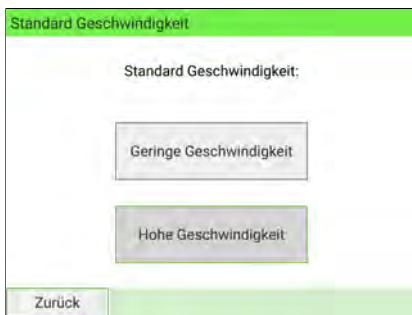 Standard Geschwindigkeit
Standard Geschwindigkeit:
Geringe Geschwindigkeit
Hohe Geschwindigkeit
Zurück